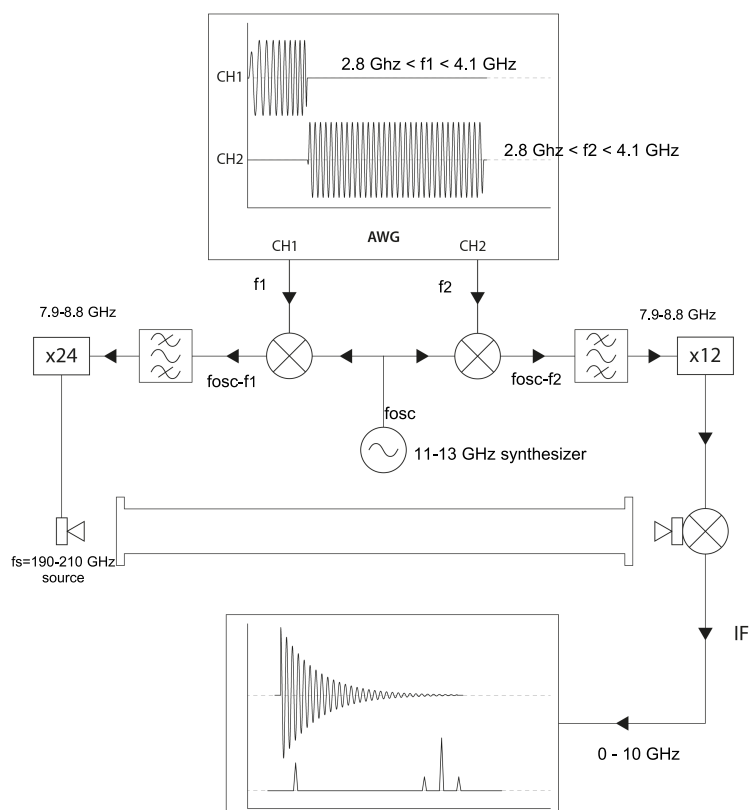 CH1
2.8 Ghz < f1 < 4.1 GHz
CH2
2.8 Ghz < f2 < 4.1 GHz
AWG
CH1
CH2
f1
f2
7.9-8.8 GHz
7.9-8.8 GHz
x24
x12
fosc-f1
fosc-f2
fosc
11-13 GHz synthesizer
fs=190-210 GHz
source
IF
0 - 10 GHz